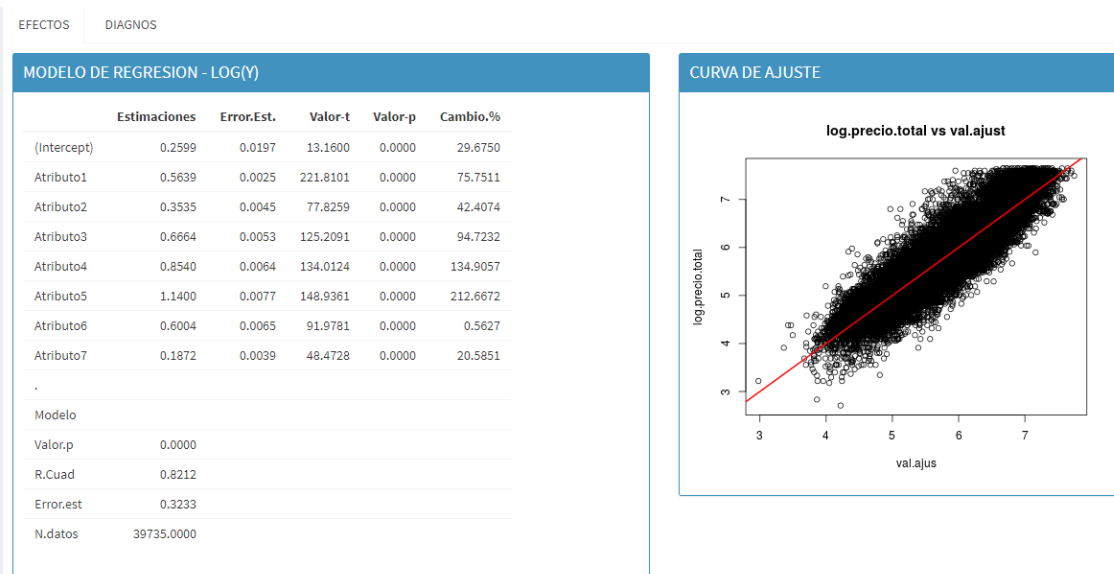 EFECTOS DIAGNOS
MODELO DE REGRESION - LOG(Y)
Estimaciones Error.Est. Valor-t Valor-p Cambio.%
(Intercept) 0.2599 0.0197 13.1600 0.0000 29.6750
Atributo1 0.5639 0.0025 221.8101 0.0000 75.7511
Atributo2 0.3535 0.0045 77.8259 0.0000 42.4074
Atributo3 0.6664 0.0053 125.2091 0.0000 94.7232
Atributo4 0.8540 0.0064 134.0124 0.0000 134.9057
Atributo5 1.1400 0.0077 148.9361 0.0000 212.6672
Atributo6 0.6004 0.0065 91.9781 0.0000 0.5627
Atributo7 0.1872 0.0039 48.4728 0.0000 20.5851
.
Modelo
Valor.p 0.0000
R.Cuad 0.8212
Error.est 0.3233
N.datos 39735.0000
CURVA DE AJUSTE
log.precio.total vs val.ajust
log.precio.total
7
6
5
4
3
3 4 5 6 7
val.ajus